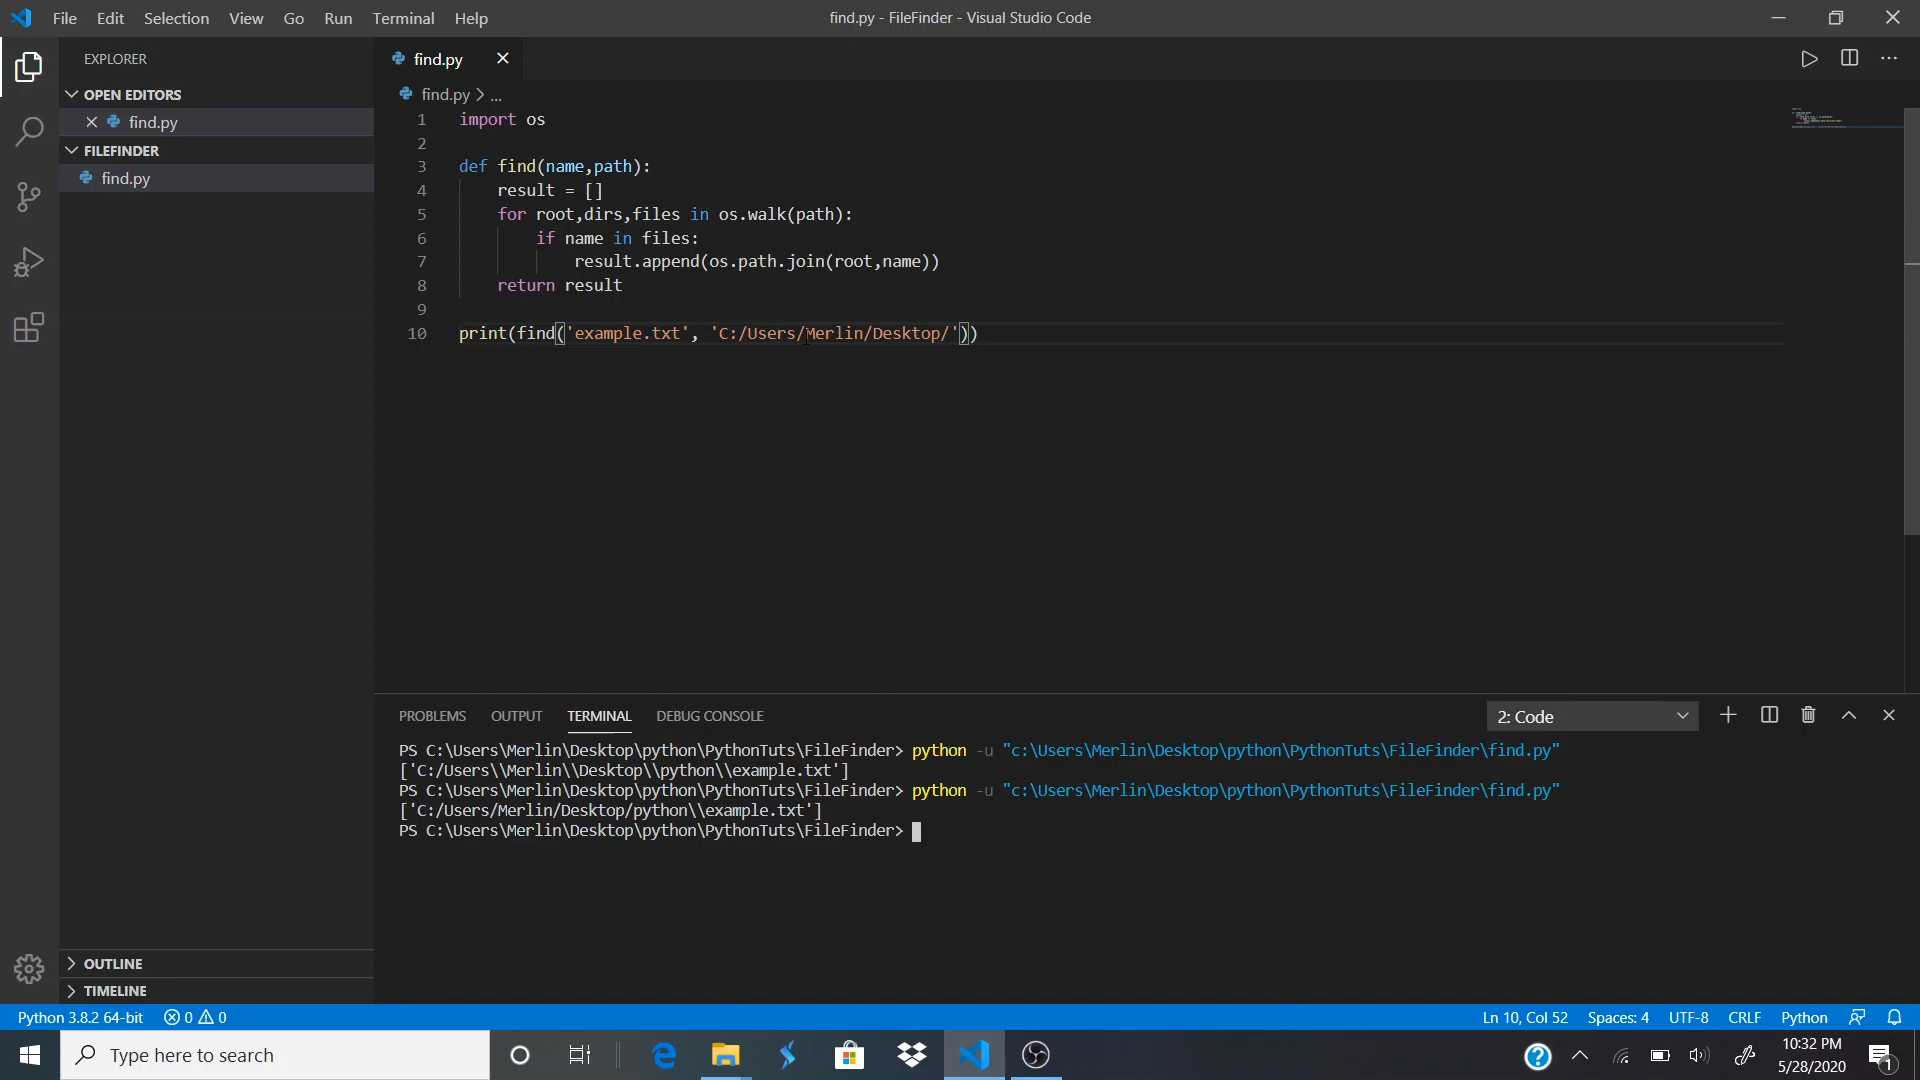 File Edit Selection View Go Run Terminal Help
find.py - FileFinder - Visual Studio Code
EXPLORER
OPEN EDITORS
find.py
FILEFINDER
find.py
find.py
find.py > ...
1 import os
2
3 def find(name,path):
4 result = []
5 for root,dirs,files in os.walk(path):
6 if name in files:
7 result.append(os.path.join(root,name))
8 return result
9
10 print(find('example.txt', 'C:/Users/Merlin/Desktop/'))
PROBLEMS OUTPUT TERMINAL DEBUG CONSOLE
2: Code
PS C:\Users\Merlin\Desktop\python\PythonTuts\FileFinder> python -u "c:\Users\Merlin\Desktop\python\PythonTuts\FileFinder\find.py"
['C:/Users\\Merlin\\Desktop\\python\\example.txt']
PS C:\Users\Merlin\Desktop\python\PythonTuts\FileFinder> python -u "c:\Users\Merlin\Desktop\python\PythonTuts\FileFinder\find.py"
['C:/Users/Merlin/Desktop/python\\example.txt']
PS C:\Users\Merlin\Desktop\python\PythonTuts\FileFinder>
OUTLINE
TIMELINE
Python 3.8.2 64-bit 0 0
Ln 10, Col 52 Spaces: 4 UTF-8 CRLF Python
Type here to search
10:32 PM
5/28/2020
1